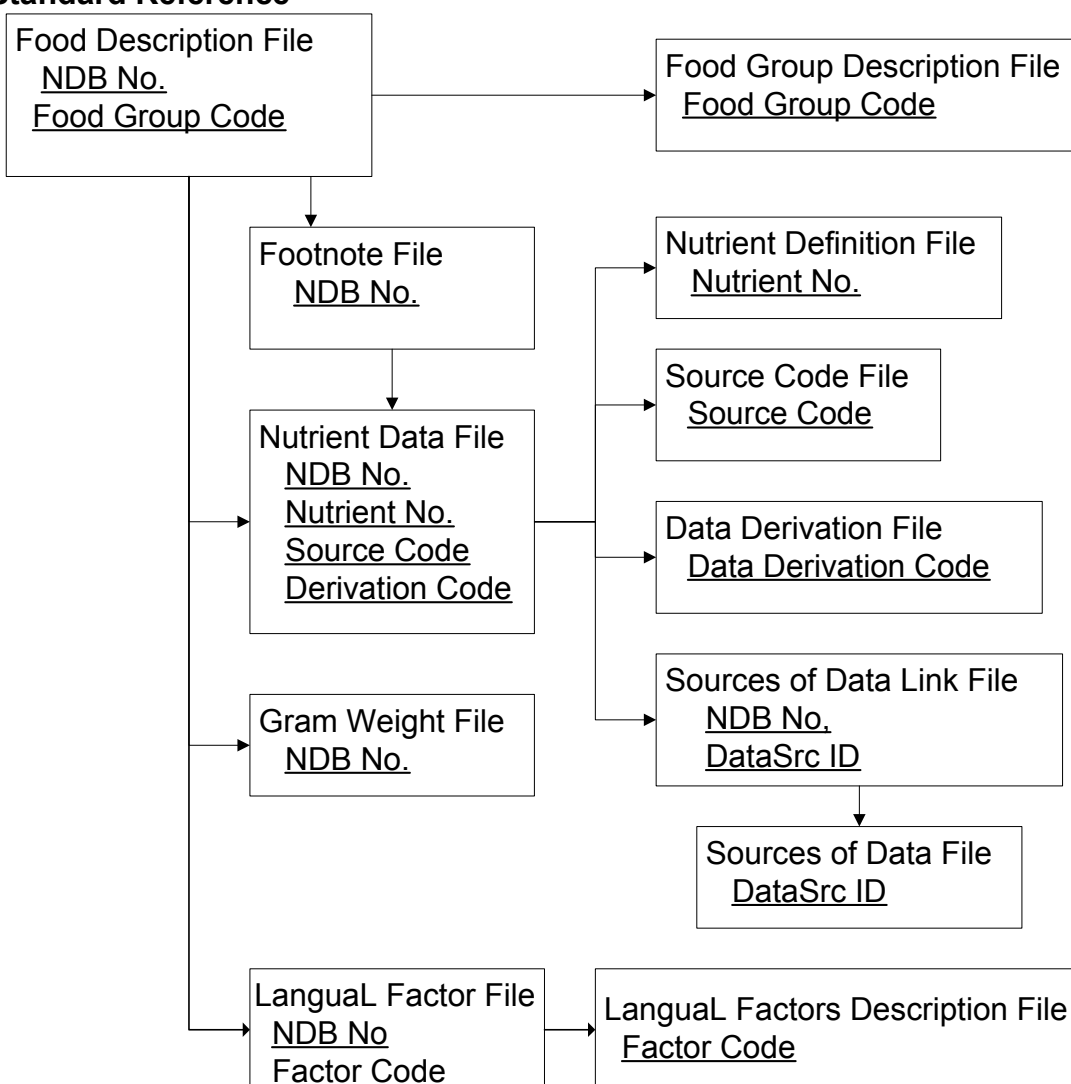 Standard Reference
Food Description File
NDB No.
Food Group Code
Food Group Description File
Food Group Code
Footnote File
NDB No.
Nutrient Definition File
Nutrient No.
Source Code File
Source Code
Nutrient Data File
NDB No.
Nutrient No.
Source Code
Derivation Code
Data Derivation File
Data Derivation Code
Sources of Data Link File
NDB No,
DataSrc ID
Gram Weight File
NDB No.
Sources of Data File
DataSrc ID
LanguaL Factor File
NDB No
Factor Code
LanguaL Factors Description File
Factor Code